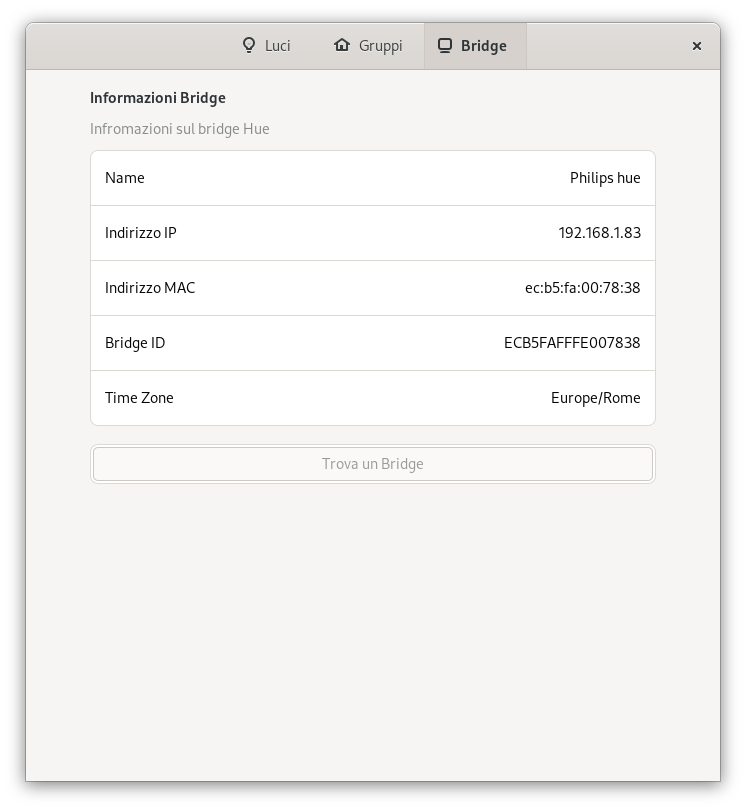 Luci Gruppi Bridge
Informazioni Bridge
Infromazioni sul bridge Hue
Name Philips hue
Indirizzo IP 192.168.1.83
Indirizzo MAC ec:b5:fa:00:78:38
Bridge ID ECB5FAFFFE007838
Time Zone Europe/Rome
Trova un Bridge